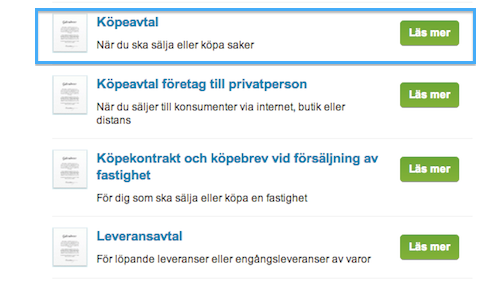 Köpeavtal
Läs mer
När du ska sälja eller köpa saker
Köpeavtal företag till privatperson
Läs mer
När du säljer till konsumenter via internet, butik eller
distans
Köpekontrakt och köpebrev vid försäljning av
fastighet
Läs mer
För dig som ska sälja eller köpa en fastighet
Leveransavtal
Läs mer
För löpande leveranser eller engångsleveranser av varor